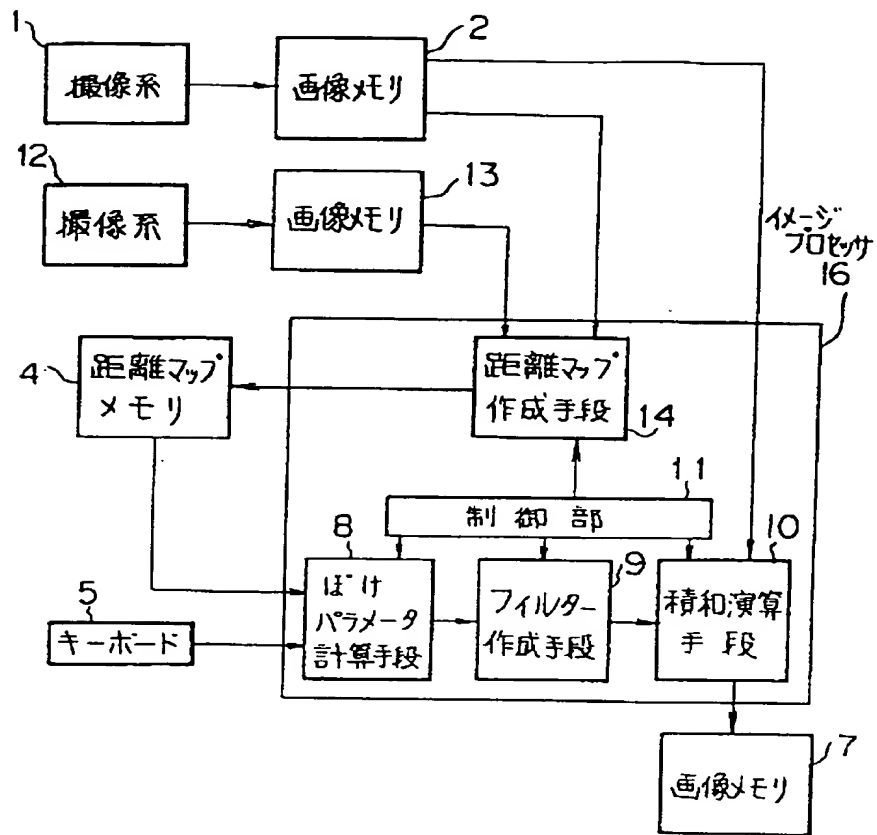 1
撮像系
2
画像メモリ
12
撮像系
13
画像メモリ
イメージ
プロセッサ
16
4
距離マップ
メモリ
距離マップ
作成手段
14
11
制御部
8
ぼけ
パラメータ
計算手段
9
フィルター
作成手段
10
積和演算
手段
5
キーボード
7
画像メモリ